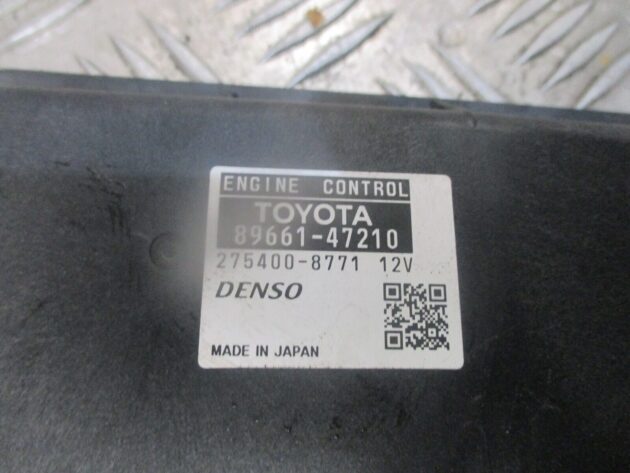 ENGINE CONTROL
TOYOTA
89661-47210
275400-8771 12V
DENSO
MADE IN JAPAN